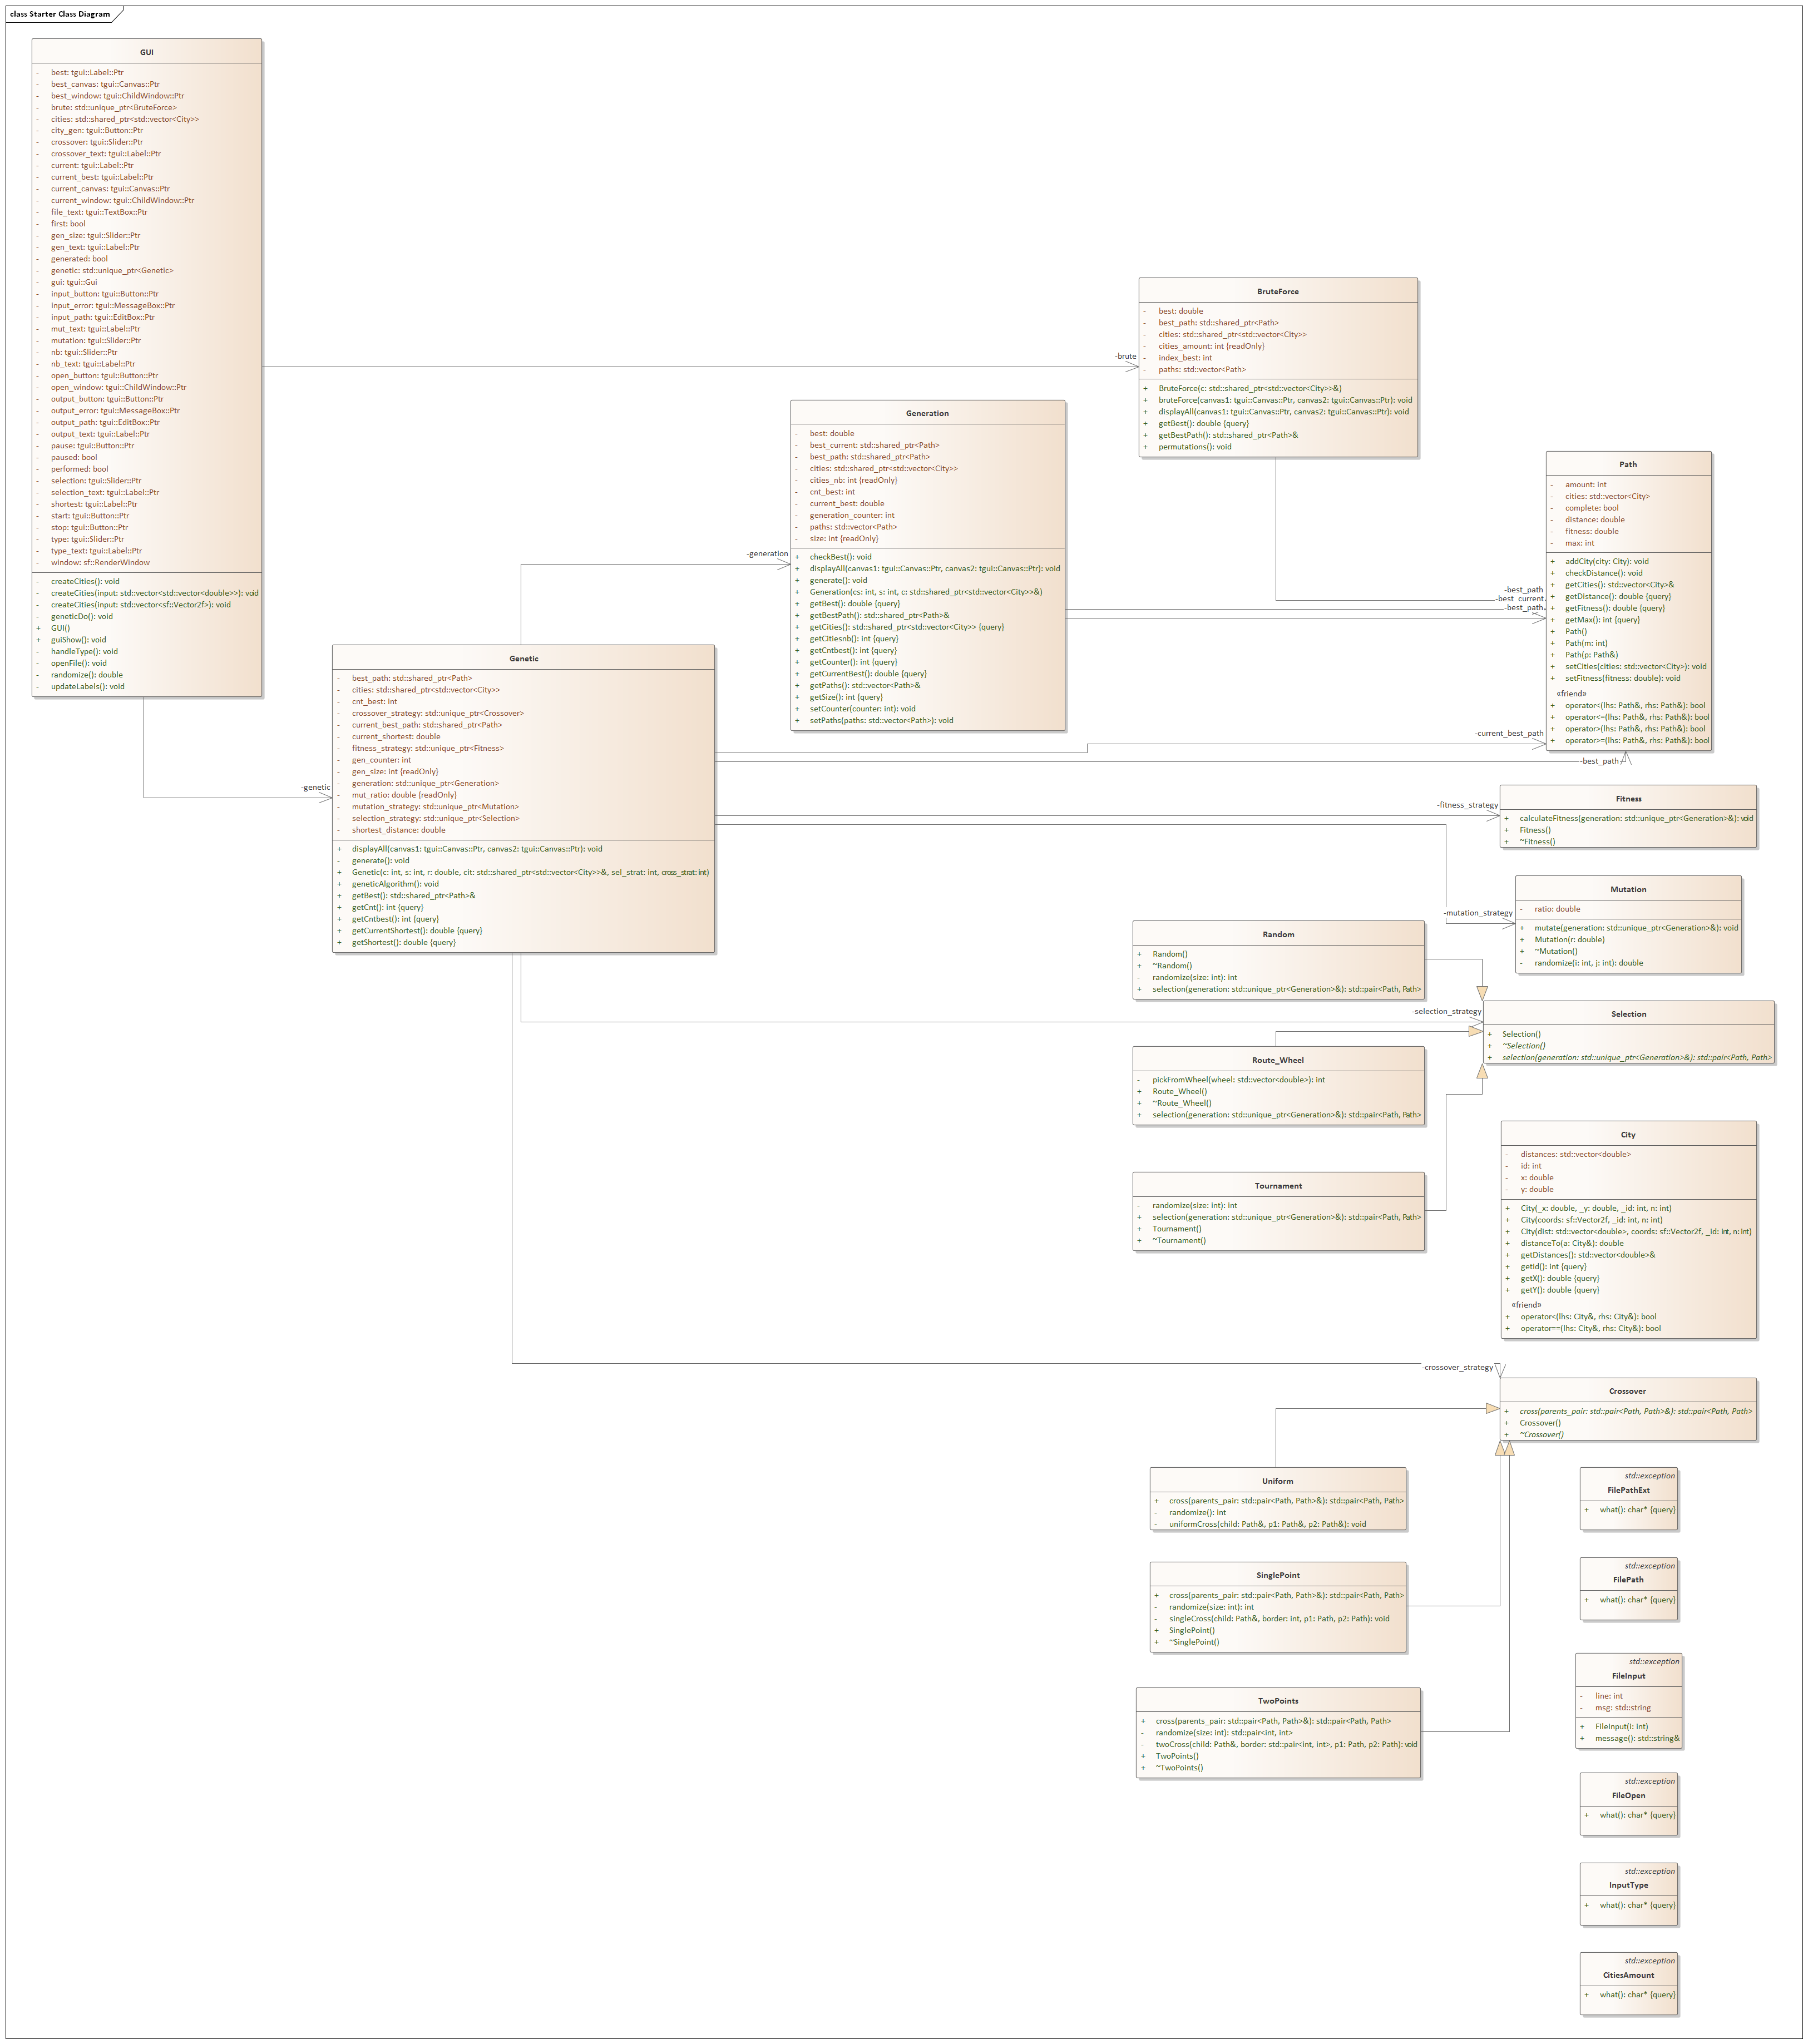 class Starter Class Diagram
GUI
- best: tgui::Label::Ptr
- best_canvas: tgui::Canvas::Ptr
- best_window: tgui::ChildWindow::Ptr
- brute: std::unique_ptr<BruteForce>
- cities: std::shared_ptr<std::vector<City>>
- city_gen: tgui::Button::Ptr
- crossover: tgui::Slider::Ptr
- crossover_text: tgui::Label::Ptr
- current: tgui::Label::Ptr
- current_best: tgui::Label::Ptr
- current_canvas: tgui::Canvas::Ptr
- current_window: tgui::ChildWindow::Ptr
- file_text: tgui::TextBox::Ptr
- first: bool
- gen_size: tgui::Slider::Ptr
- gen_text: tgui::Label::Ptr
- generated: bool
- genetic: std::unique_ptr<Genetic>
- gui: tgui::Gui
- input_button: tgui::Button::Ptr
- input_error: tgui::MessageBox::Ptr
- input_path: tgui::EditBox::Ptr
- mut_text: tgui::Label::Ptr
- mutation: tgui::Slider::Ptr
- nb: tgui::Slider::Ptr
- nb_text: tgui::Label::Ptr
- open_button: tgui::Button::Ptr
- open_window: tgui::ChildWindow::Ptr
- output_button: tgui::Button::Ptr
- output_error: tgui::MessageBox::Ptr
- output_path: tgui::EditBox::Ptr
- output_text: tgui::Label::Ptr
- pause: tgui::Button::Ptr
- paused: bool
- performed: bool
- selection: tgui::Slider::Ptr
- selection_text: tgui::Label::Ptr
- shortest: tgui::Label::Ptr
- start: tgui::Button::Ptr
- stop: tgui::Button::Ptr
- type: tgui::Slider::Ptr
- type_text: tgui::Label::Ptr
- window: sf::RenderWindow
- createCities(): void
- createCities(input: std::vector<std::vector<double>>): void
- createCities(input: std::vector<sf::Vector2f>): void
- geneticDo(): void
+ GUI()
+ guiShow(): void
- handleType(): void
- openFile(): void
- randomize(): double
- updateLabels(): void
-brute
BruteForce
- best: double
- best_path: std::shared_ptr<Path>
- cities: std::shared_ptr<std::vector<City>>
- cities_amount: int {readOnly}
- index_best: int
- paths: std::vector<Path>
+ BruteForce(c: std::shared_ptr<std::vector<City>>&)
+ bruteForce(canvas1: tgui::Canvas::Ptr, canvas2: tgui::Canvas::Ptr): void
+ displayAll(canvas1: tgui::Canvas::Ptr, canvas2: tgui::Canvas::Ptr): void
+ getBest(): double {query}
+ getBestPath(): std::shared_ptr<Path>&
+ permutations(): void
-generation
Generation
- best: double
- best_current: std::shared_ptr<Path>
- best_path: std::shared_ptr<Path>
- cities: std::shared_ptr<std::vector<City>>
- cities_nb: int {readOnly}
- cnt_best: int
- current_best: double
- generation_counter: int
- paths: std::vector<Path>
- size: int {readOnly}
+ checkBest(): void
+ displayAll(canvas1: tgui::Canvas::Ptr, canvas2: tgui::Canvas::Ptr): void
+ generate(): void
+ Generation(cs: int, s: int, c: std::shared_ptr<std::vector<City>>&)
+ getBest(): double {query}
+ getBestPath(): std::shared_ptr<Path>&
+ getCities(): std::shared_ptr<std::vector<City>> {query}
+ getCitiesnb(): int {query}
+ getCntbest(): int {query}
+ getCounter(): int {query}
+ getCurrentBest(): double {query}
+ getPaths(): std::vector<Path>&
+ getSize(): int {query}
+ setCounter(counter: int): void
+ setPaths(paths: std::vector<Path>): void
-best_path
-best_current
-best_path
Path
- amount: int
- cities: std::vector<City>
- complete: bool
- distance: double
- fitness: double
- max: int
+ addCity(city: City): void
+ checkDistance(): void
+ getCities(): std::vector<City>&
+ getDistance(): double {query}
+ getFitness(): double {query}
+ getMax(): int {query}
+ Path()
+ Path(m: int)
+ Path(p: Path&)
+ setCities(cities: std::vector<City>): void
+ setFitness(fitness: double): void
«friend»
+ operator<(lhs: Path&, rhs: Path&): bool
+ operator<=(lhs: Path&, rhs: Path&): bool
+ operator>(lhs: Path&, rhs: Path&): bool
+ operator>=(lhs: Path&, rhs: Path&): bool
-genetic
Genetic
- best_path: std::shared_ptr<Path>
- cities: std::shared_ptr<std::vector<City>>
- cnt_best: int
- crossover_strategy: std::unique_ptr<Crossover>
- current_best_path: std::shared_ptr<Path>
- current_shortest: double
- fitness_strategy: std::unique_ptr<Fitness>
- gen_counter: int
- gen_size: int {readOnly}
- generation: std::unique_ptr<Generation>
- mut_ratio: double {readOnly}
- mutation_strategy: std::unique_ptr<Mutation>
- selection_strategy: std::unique_ptr<Selection>
- shortest_distance: double
+ displayAll(canvas1: tgui::Canvas::Ptr, canvas2: tgui::Canvas::Ptr): void
- generate(): void
+ Genetic(c: int, s: int, r: double, cit: std::shared_ptr<std::vector<City>>&, sel_strat: int, cross_strat: int)
+ geneticAlgorithm(): void
+ getBest(): std::shared_ptr<Path>&
+ getCnt(): int {query}
+ getCntbest(): int {query}
+ getCurrentShortest(): double {query}
+ getShortest(): double {query}
-current_best_path
-best_path
-fitness_strategy
Fitness
+ calculateFitness(generation: std::unique_ptr<Generation>&): void
+ Fitness()
+ ~Fitness()
-mutation_strategy
Mutation
- ratio: double
+ mutate(generation: std::unique_ptr<Generation>&): void
+ Mutation(r: double)
+ ~Mutation()
- randomize(i: int, j: int): double
Random
+ Random()
+ ~Random()
- randomize(size: int): int
+ selection(generation: std::unique_ptr<Generation>&): std::pair<Path, Path>
-selection_strategy
Selection
+ Selection()
+ ~Selection()
+ selection(generation: std::unique_ptr<Generation>&): std::pair<Path, Path>
Route_Wheel
- pickFromWheel(wheel: std::vector<double>): int
+ Route_Wheel()
+ ~Route_Wheel()
+ selection(generation: std::unique_ptr<Generation>&): std::pair<Path, Path>
Tournament
- randomize(size: int): int
+ selection(generation: std::unique_ptr<Generation>&): std::pair<Path, Path>
+ Tournament()
+ ~Tournament()
City
- distances: std::vector<double>
- id: int
- x: double
- y: double
+ City(_x: double, _y: double, _id: int, n: int)
+ City(coords: sf::Vector2f, _id: int, n: int)
+ City(dist: std::vector<double>, coords: sf::Vector2f, _id: int, n: int)
+ distanceTo(a: City&): double
+ getDistances(): std::vector<double>&
+ getId(): int {query}
+ getX(): double {query}
+ getY(): double {query}
«friend»
+ operator<(lhs: City&, rhs: City&): bool
+ operator==(lhs: City&, rhs: City&): bool
-crossover_strategy
Crossover
+ cross(parents_pair: std::pair<Path, Path>&): std::pair<Path, Path>
+ Crossover()
+ ~Crossover()
Uniform
+ cross(parents_pair: std::pair<Path, Path>&): std::pair<Path, Path>
- randomize(): int
- uniformCross(child: Path&, p1: Path&, p2: Path&): void
SinglePoint
+ cross(parents_pair: std::pair<Path, Path>&): std::pair<Path, Path>
- randomize(size: int): int
- singleCross(child: Path&, border: int, p1: Path, p2: Path): void
+ SinglePoint()
+ ~SinglePoint()
TwoPoints
+ cross(parents_pair: std::pair<Path, Path>&): std::pair<Path, Path>
- randomize(size: int): std::pair<int, int>
- twoCross(child: Path&, border: std::pair<int, int>, p1: Path, p2: Path): void
+ TwoPoints()
+ ~TwoPoints()
std::exception
FilePathExt
+ what(): char* {query}
std::exception
FilePath
+ what(): char* {query}
std::exception
FileInput
- line: int
- msg: std::string
+ FileInput(i: int)
+ message(): std::string&
std::exception
FileOpen
+ what(): char* {query}
std::exception
InputType
+ what(): char* {query}
std::exception
CitiesAmount
+ what(): char* {query}